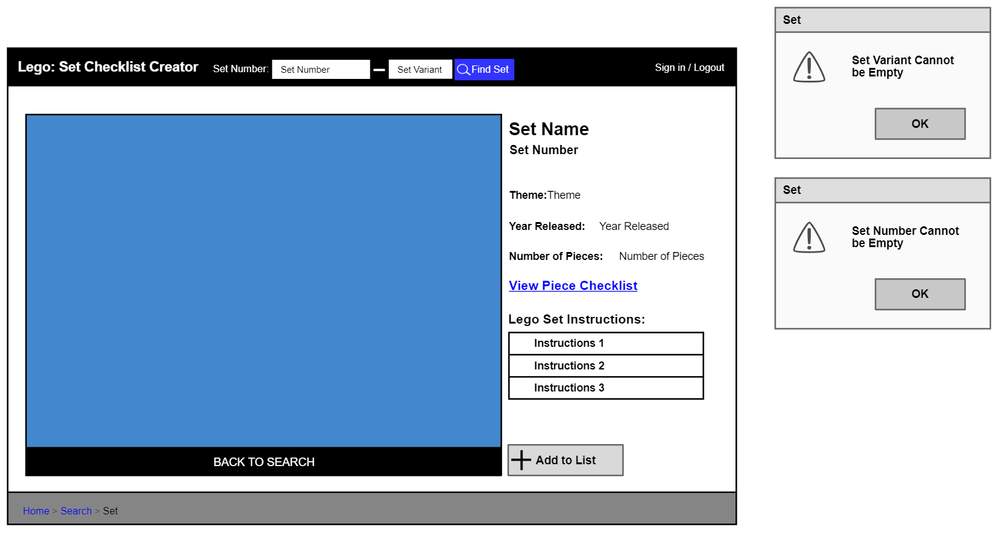 Lego: Set Checklist Creator Set Number: Set Number Set Variant Find Set Sign in / Logout
Set Name
Set Number
Theme:Theme
Year Released: Year Released
Number of Pieces: Number of Pieces
View Piece Checklist
Lego Set Instructions:
Instructions 1
Instructions 2
Instructions 3
BACK TO SEARCH
Add to List
Home > Search > Set
Set
Set Variant Cannot
be Empty
OK
Set
Set Number Cannot
be Empty
OK